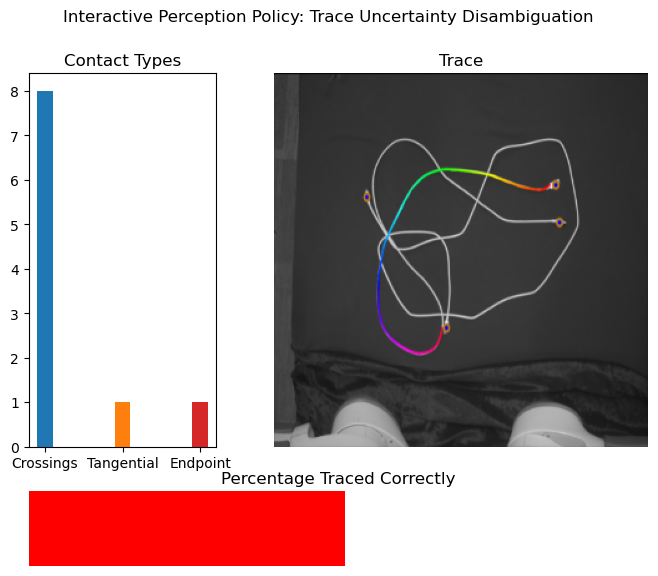 Interactive Perception Policy: Trace Uncertainty Disambiguation
Contact Types
Trace
8
7
6
5
4
3
2
1
0
Crossings Tangential Endpoint
Percentage Traced Correctly